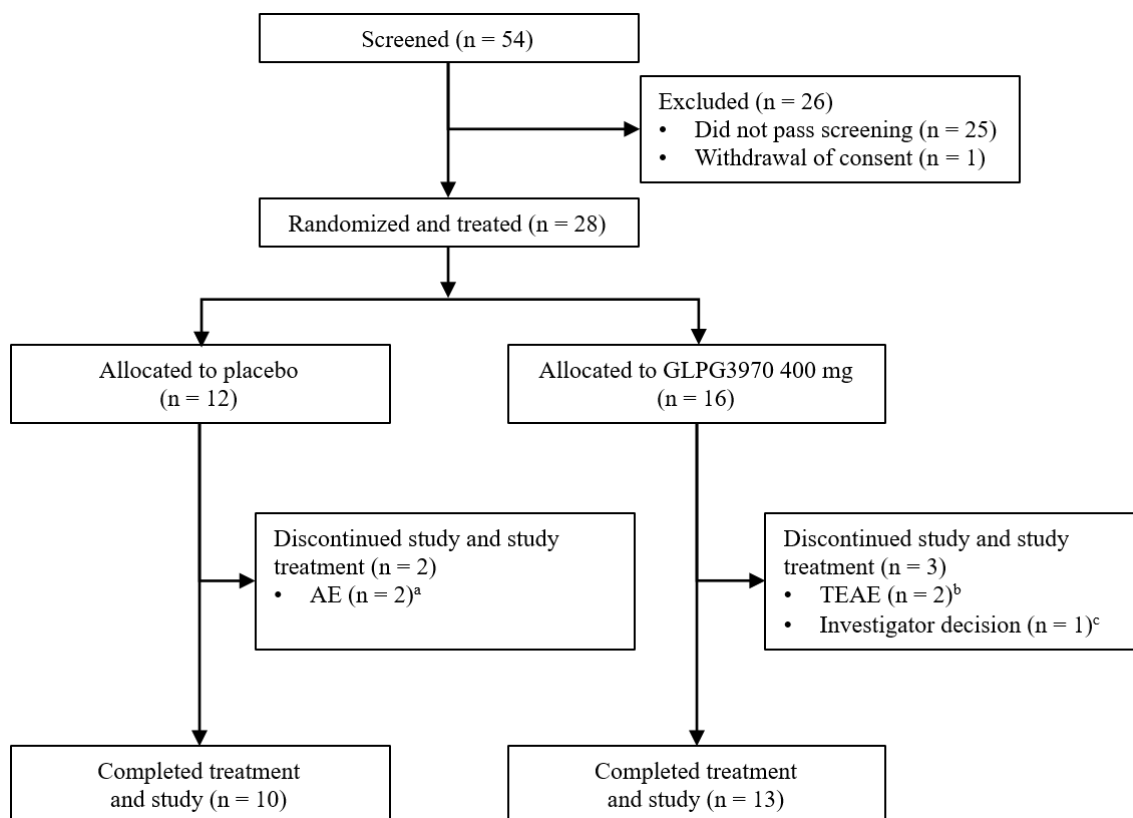 Screened (n = 54)
Excluded (n = 26)
• Did not pass screening (n = 25)
• Withdrawal of consent (n = 1)
Randomized and treated (n = 28)
Allocated to placebo
(n = 12)
Allocated to GLPG3970 400 mg
(n = 16)
Discontinued study and study
treatment (n = 2)
• AE (n = 2)ᵃ
Discontinued study and study
treatment (n = 3)
• TEAE (n = 2)ᵇ
• Investigator decision (n = 1)ᶜ
Completed treatment
and study (n = 10)
Completed treatment
and study (n = 13)